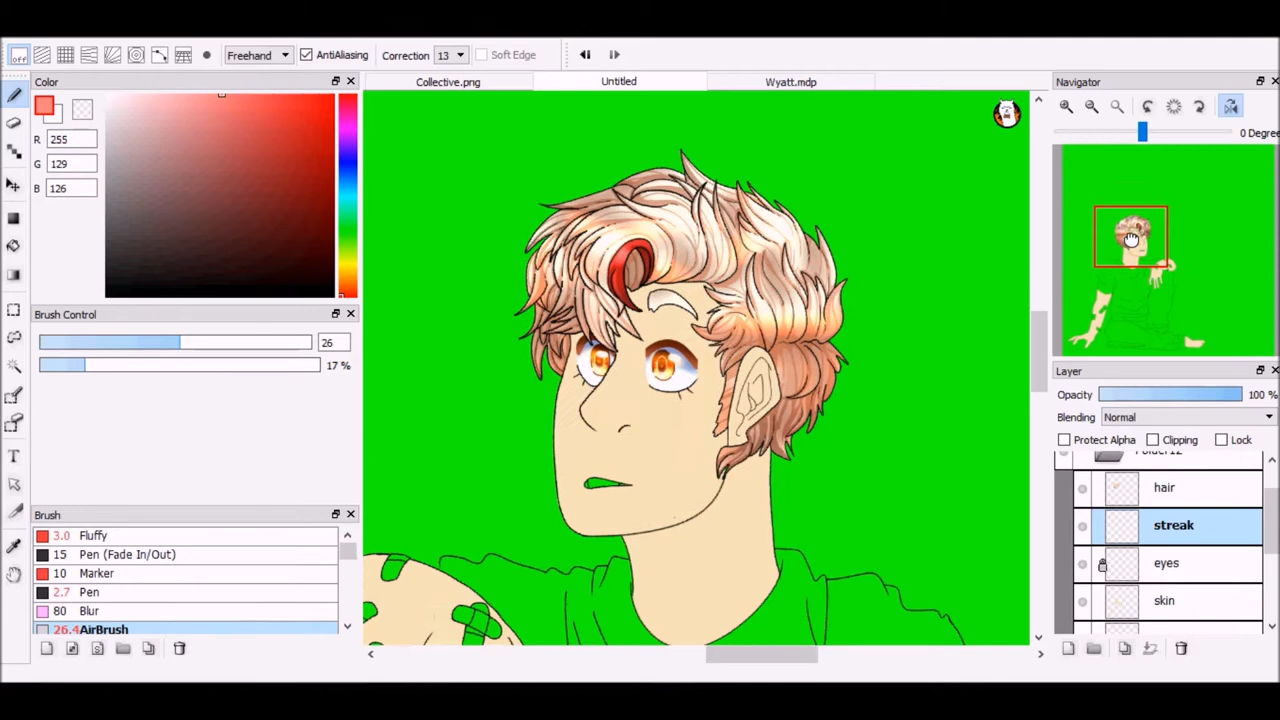 off Freehand AntiAliasing Correction 13 Soft Edge
Color
Collective.png Untitled Wyatt.mdp
Navigator
R 255
G 129
B 126
0 Degree
Brush Control
26
17 %
Layer
Opacity 100 %
Blending Normal
Protect Alpha Clipping Lock
hair
streak
eyes
skin
Brush
3.0 Fluffy
15 Pen (Fade In/Out)
10 Marker
2.7 Pen
80 Blur
26.4 AirBrush
T